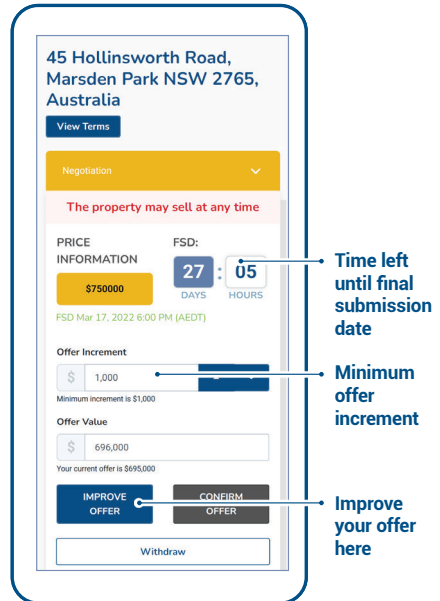 45 Hollinsworth Road,
Marsden Park NSW 2765,
Australia
View Terms
Negotiation
The property may sell at any time
PRICE
INFORMATION
$750000
FSD:
27 : 05
DAYS HOURS
FSD Mar 17, 2022 6:00 PM (AEDT)
Offer Increment
$ 1,000
Minimum increment is $1,000
Offer Value
$ 696,000
Your current offer is $695,000
IMPROVE
OFFER
CONFIRM
OFFER
Withdraw
Time left
until final
submission
date
Minimum
offer
increment
Improve
your offer
here